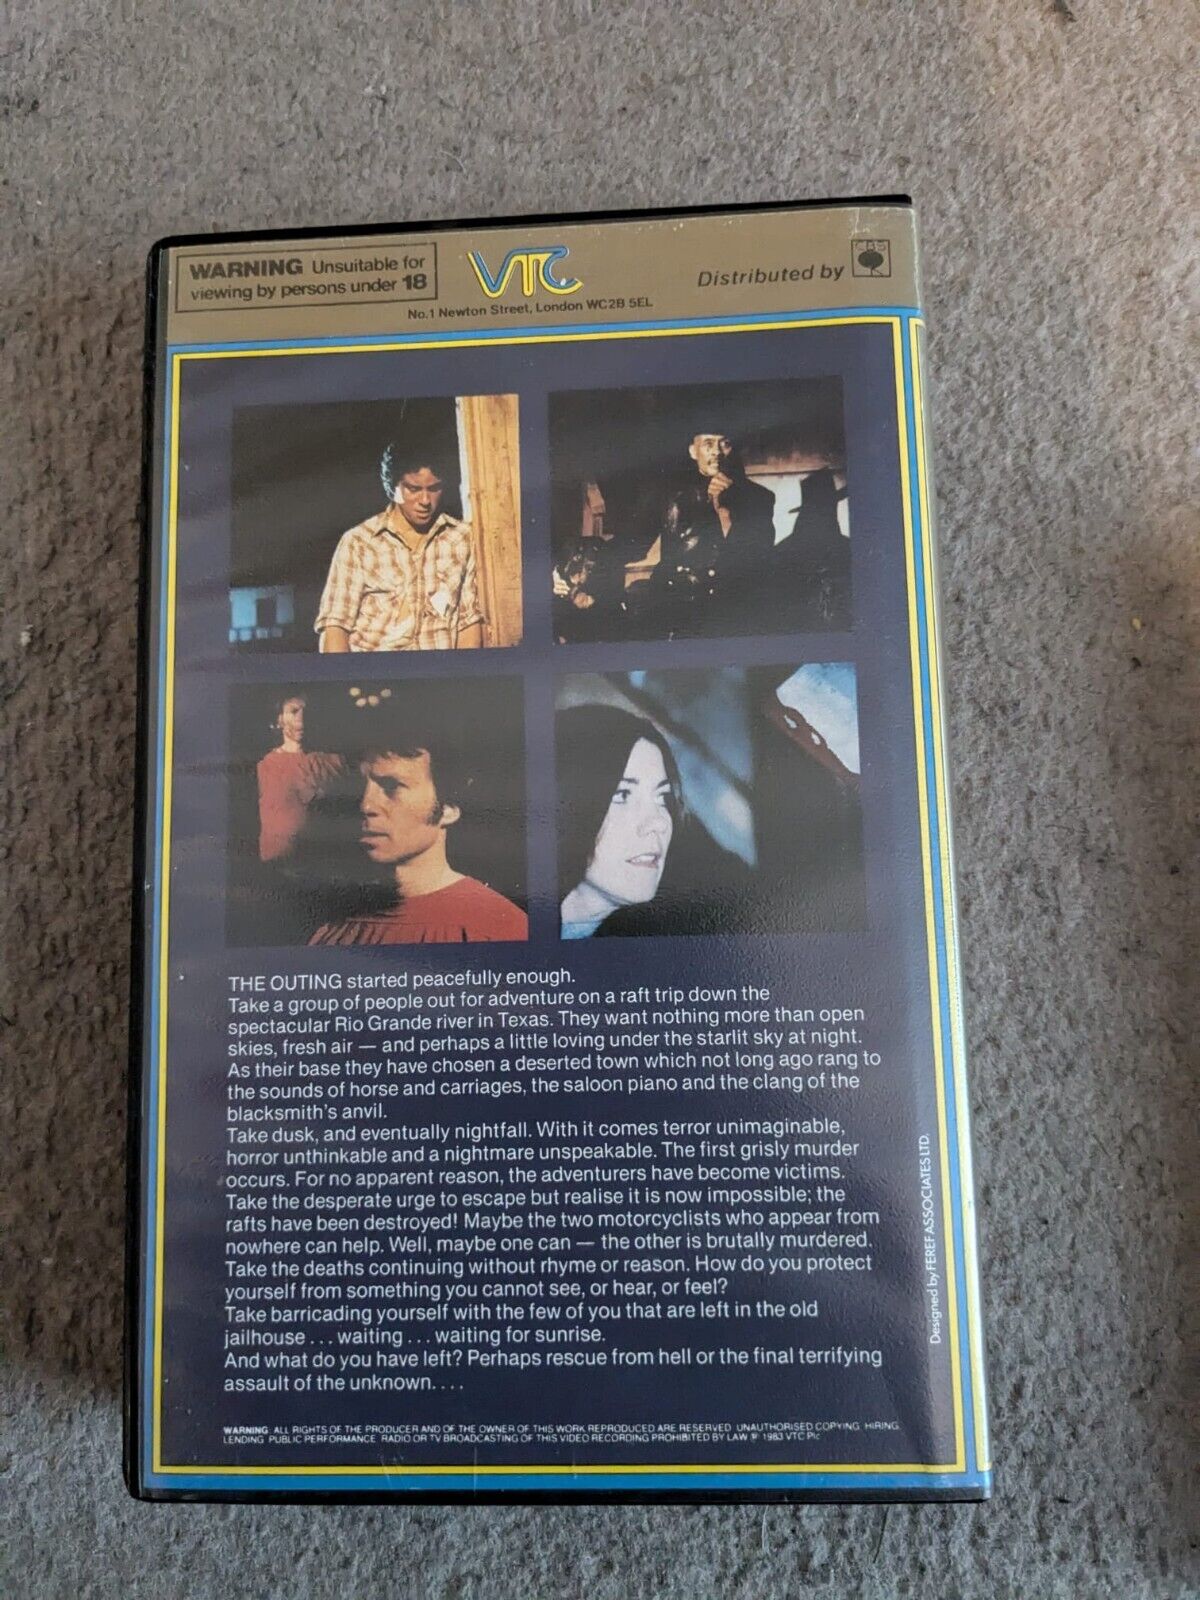 WARNING Unsuitable for
viewing by persons under 18
VTC
No.1 Newton Street, London WC2B 5EL
Distributed by
CBS
THE OUTING started peacefully enough.
Take a group of people out for adventure on a raft trip down the
spectacular Rio Grande river in Texas. They want nothing more than open
skies, fresh air — and perhaps a little loving under the starlit sky at night.
As their base they have chosen a deserted town which not long ago rang to
the sounds of horse and carriages, the saloon piano and the clang of the
blacksmith's anvil.
Take dusk, and eventually nightfall. With it comes terror unimaginable,
horror unthinkable and a nightmare unspeakable. The first grisly murder
occurs. For no apparent reason, the adventurers have become victims.
Take the desperate urge to escape but realise it is now impossible; the
rafts have been destroyed! Maybe the two motorcyclists who appear from
nowhere can help. Well, maybe one can — the other is brutally murdered.
Take the deaths continuing without rhyme or reason. How do you protect
yourself from something you cannot see, or hear, or feel?
Take barricading yourself with the few of you that are left in the old
jailhouse . . . waiting . . . waiting for sunrise.
And what do you have left? Perhaps rescue from hell or the final terrifying
assault of the unknown. . . .
WARNING ALL RIGHTS OF THE PRODUCER AND OF THE OWNER OF THIS WORK REPRODUCED ARE RESERVED UNAUTHORISED COPYING HIRING
LENDING PUBLIC PERFORMANCE RADIO OR TV BROADCASTING OF THIS VIDEO RECORDING PROHIBITED BY LAW ℗ 1983 VTC Plc
Designed by FEREF ASSOCIATES LTD.